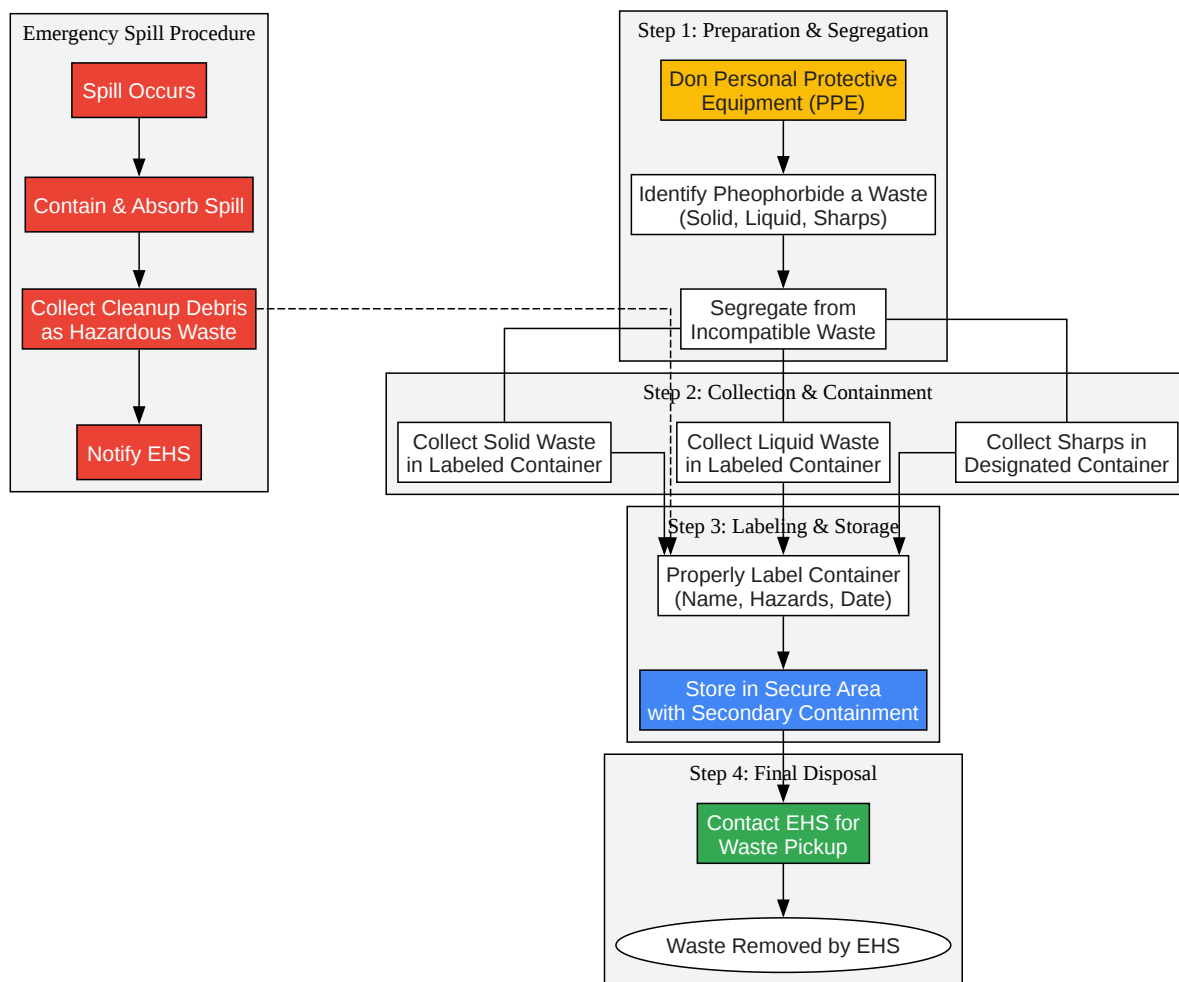 Emergency Spill Procedure
Spill Occurs
Contain & Absorb Spill
Collect Cleanup Debris
as Hazardous Waste
Notify EHS
Step 1: Preparation & Segregation
Don Personal Protective
Equipment (PPE)
Identify Pheophorbide a Waste
(Solid, Liquid, Sharps)
Segregate from
Incompatible Waste
Step 2: Collection & Containment
Collect Solid Waste
in Labeled Container
Collect Liquid Waste
in Labeled Container
Collect Sharps in
Designated Container
Step 3: Labeling & Storage
Properly Label Container
(Name, Hazards, Date)
Store in Secure Area
with Secondary Containment
Step 4: Final Disposal
Contact EHS for
Waste Pickup
Waste Removed by EHS